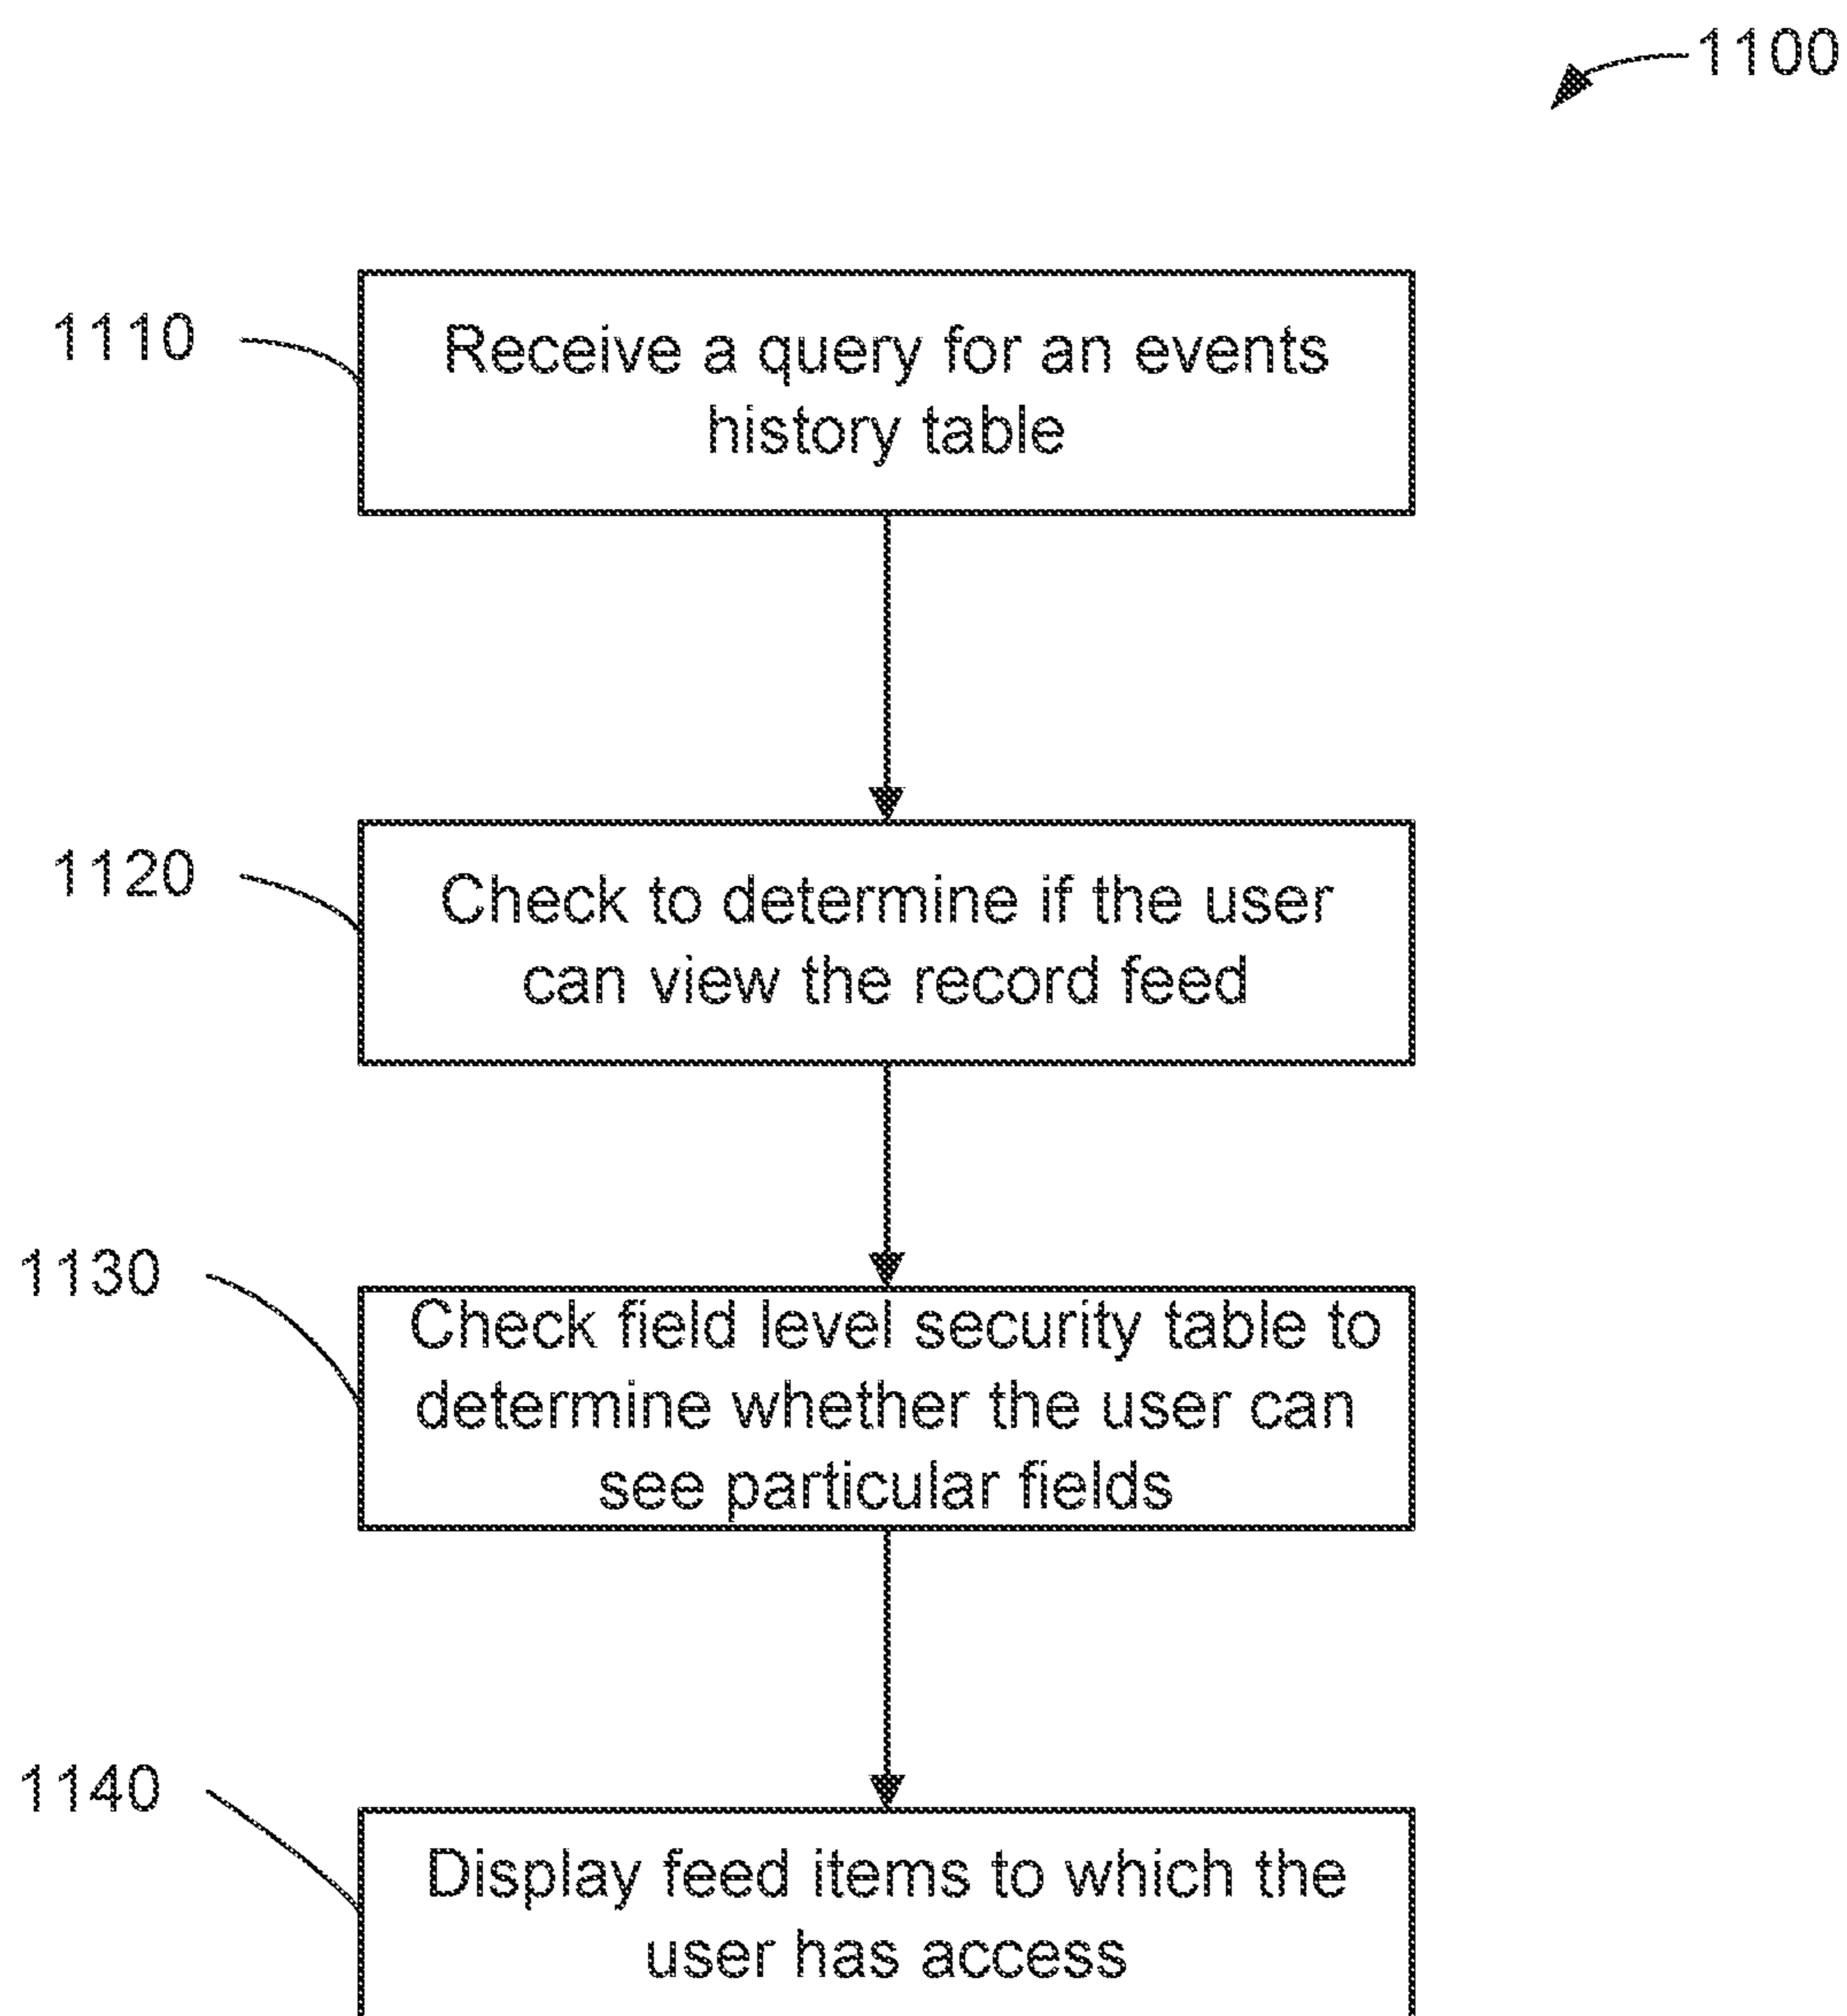 1100
1110
Receive a query for an events
history table
1120
Check to determine if the user
can view the record feed
1130
Check field level security table to
determine whether the user can
see particular fields
1140
Display feed items to which the
user has access